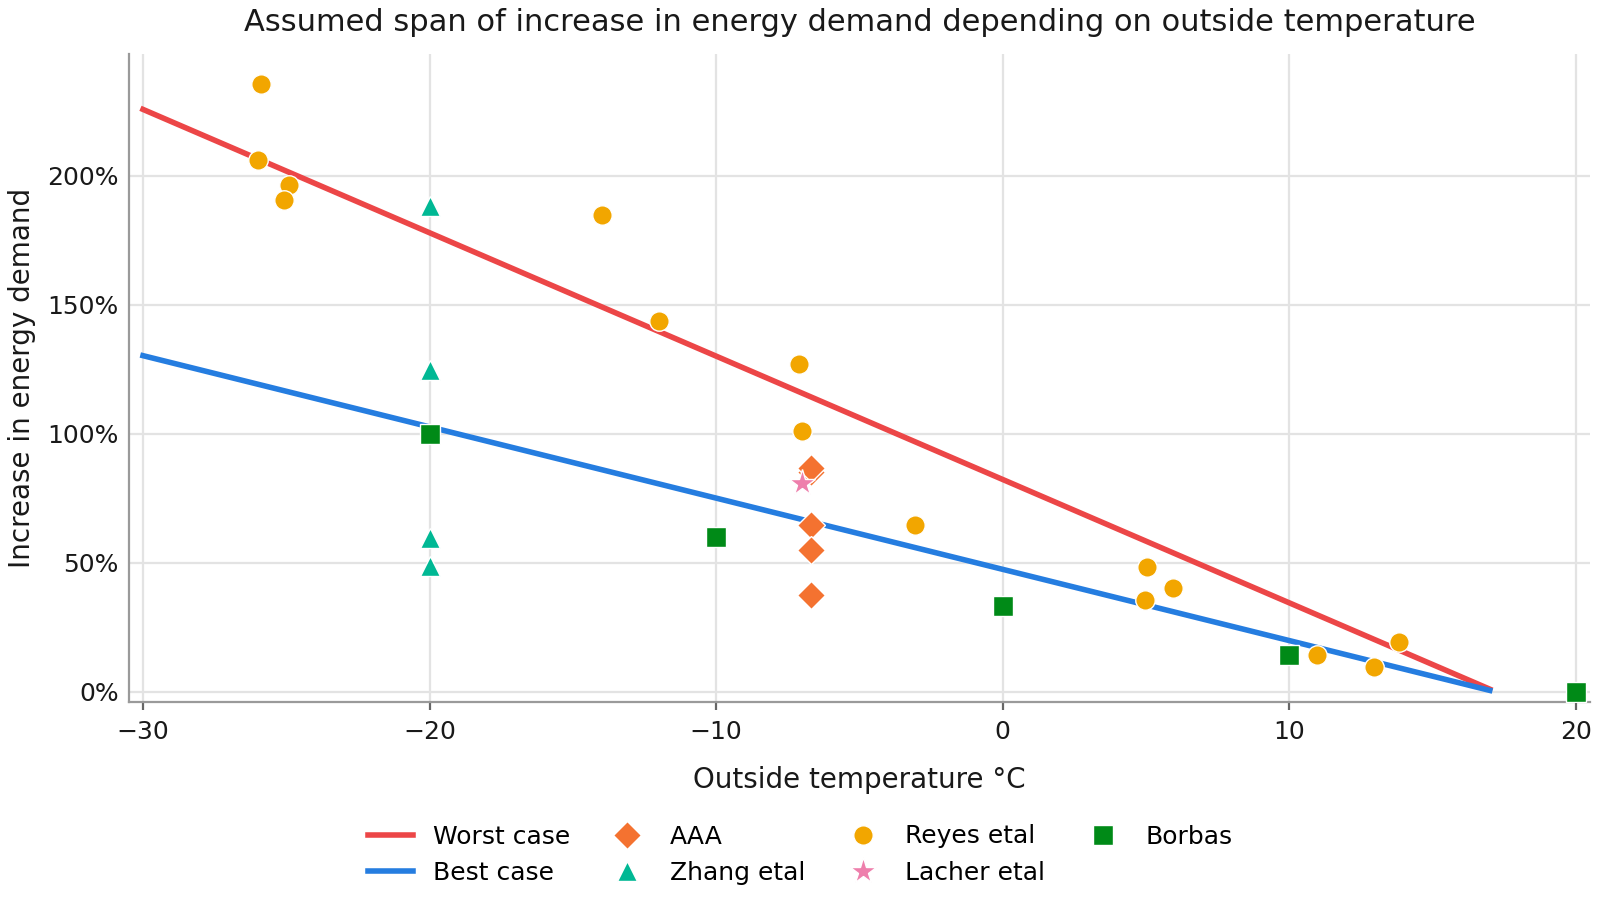 Assumed span of increase in energy demand depending on outside temperature
Increase in energy demand
200%
150%
100%
50%
0%
−30
−20
−10
0
10
20
Outside temperature °C
Worst case
Best case
AAA
Zhang etal
Reyes etal
Lacher etal
Borbas